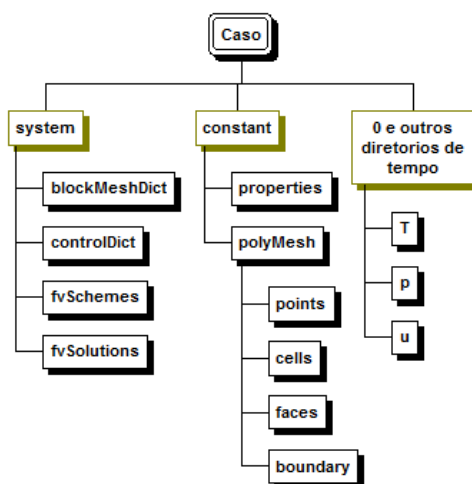 Caso
system
constant
0 e outros
diretorios de
tempo
blockMeshDict
controlDict
fvSchemes
fvSolutions
properties
polyMesh
points
cells
faces
boundary
T
p
u